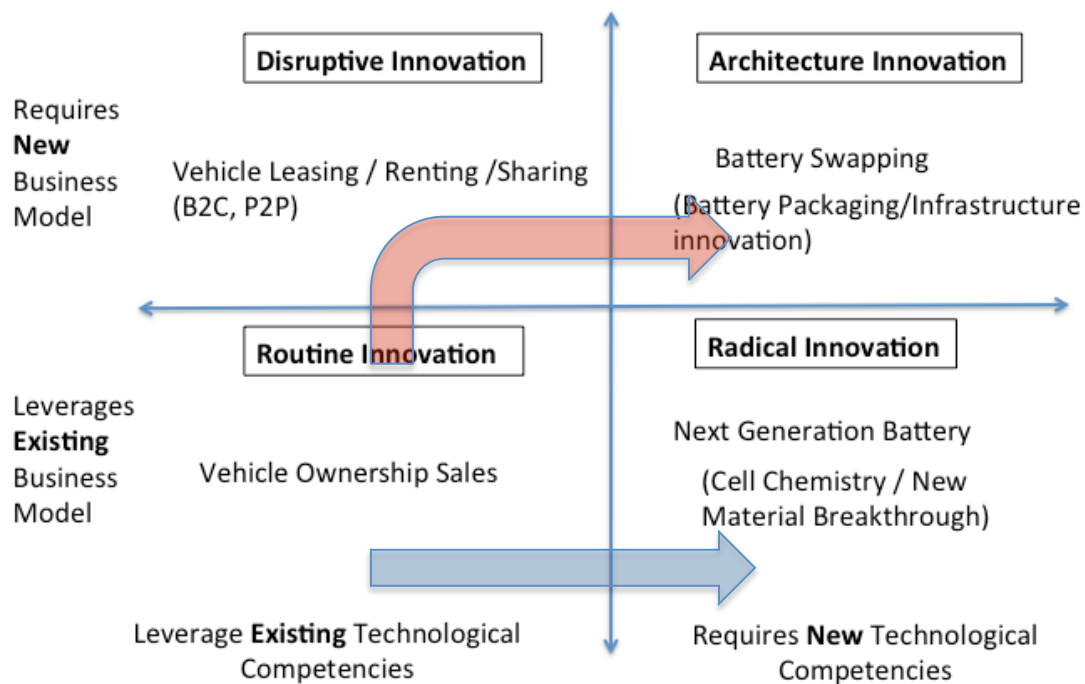 Disruptive Innovation
Architecture Innovation
Requires
New
Business
Model
Vehicle Leasing / Renting /Sharing
(B2C, P2P)
Battery Swapping
(Battery Packaging/Infrastructure
innovation)
Routine Innovation
Radical Innovation
Leverages
Existing
Business
Model
Vehicle Ownership Sales
Next Generation Battery
(Cell Chemistry / New
Material Breakthrough)
Leverage Existing Technological
Competencies
Requires New Technological
Competencies